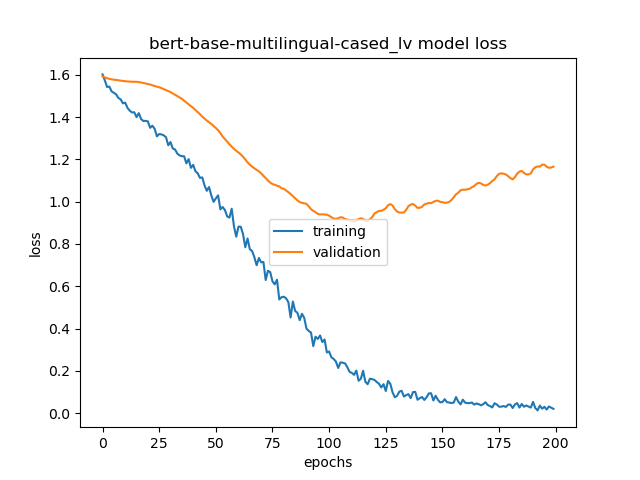 bert-base-multilingual-cased_lv model loss
loss
1.6
1.4
1.2
1.0
0.8
0.6
0.4
0.2
0.0
training
validation
0 25 50 75 100 125 150 175 200
epochs